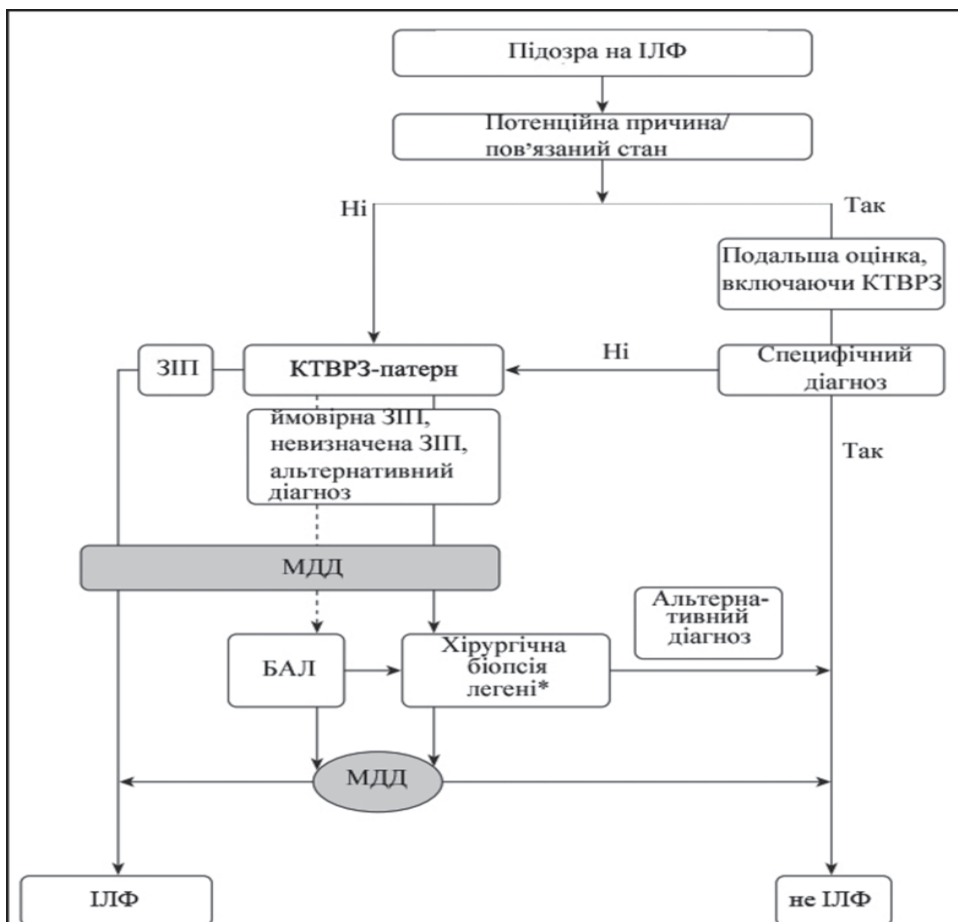 Підозра на ІЛФ
Потенційна причина/
пов’язаний стан
Ні
Так
Подальша оцінка,
включаючи КТВРЗ
ЗІП
КТВРЗ-патерн
Ні
Специфічний
діагноз
ймовірна ЗІП,
невизначена ЗІП,
альтернативний
діагноз
Так
МДД
БАЛ
Хірургічна
біопсія
легені*
Альтерна-
тивний
діагноз
МДД
ІЛФ
не ІЛФ